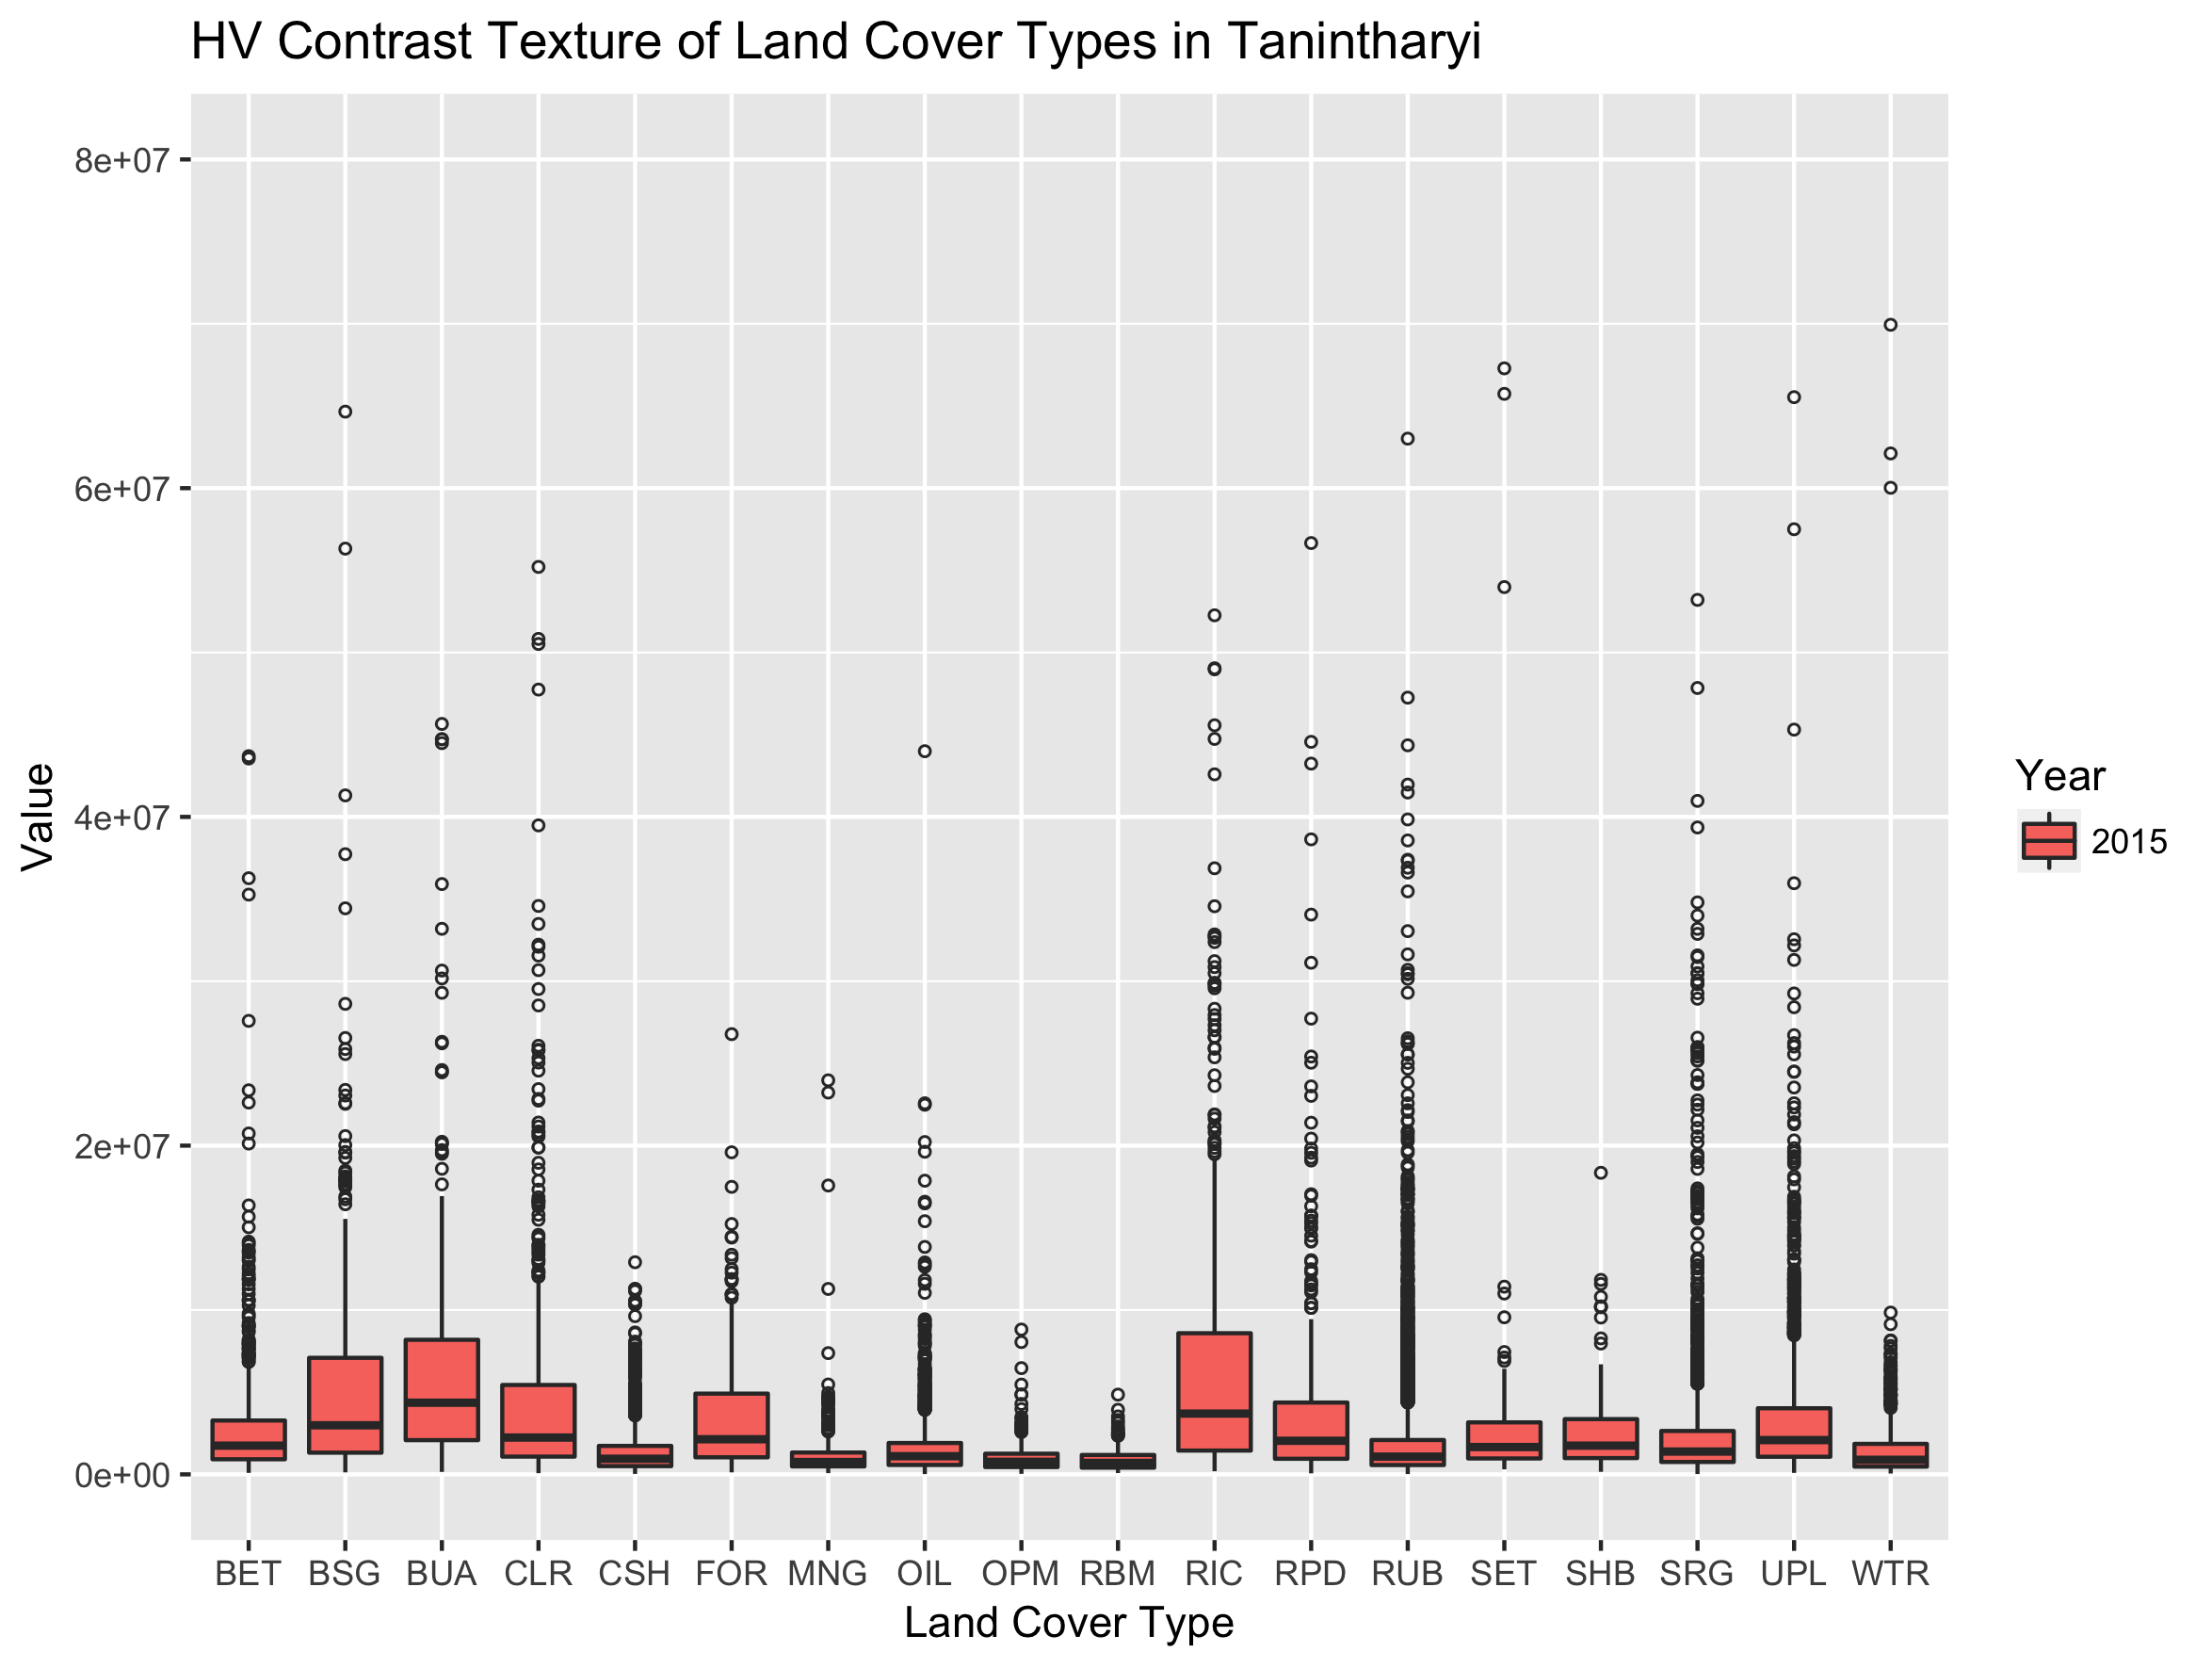 HV Contrast Texture of Land Cover Types in Tanintharyi
8e+07
6e+07
4e+07
2e+07
0e+00
Value
BET BSG BUA CLR CSH FOR MNG OIL OPM RBM RIC RPD RUB SET SHB SRG UPL WTR
Land Cover Type
Year
2015